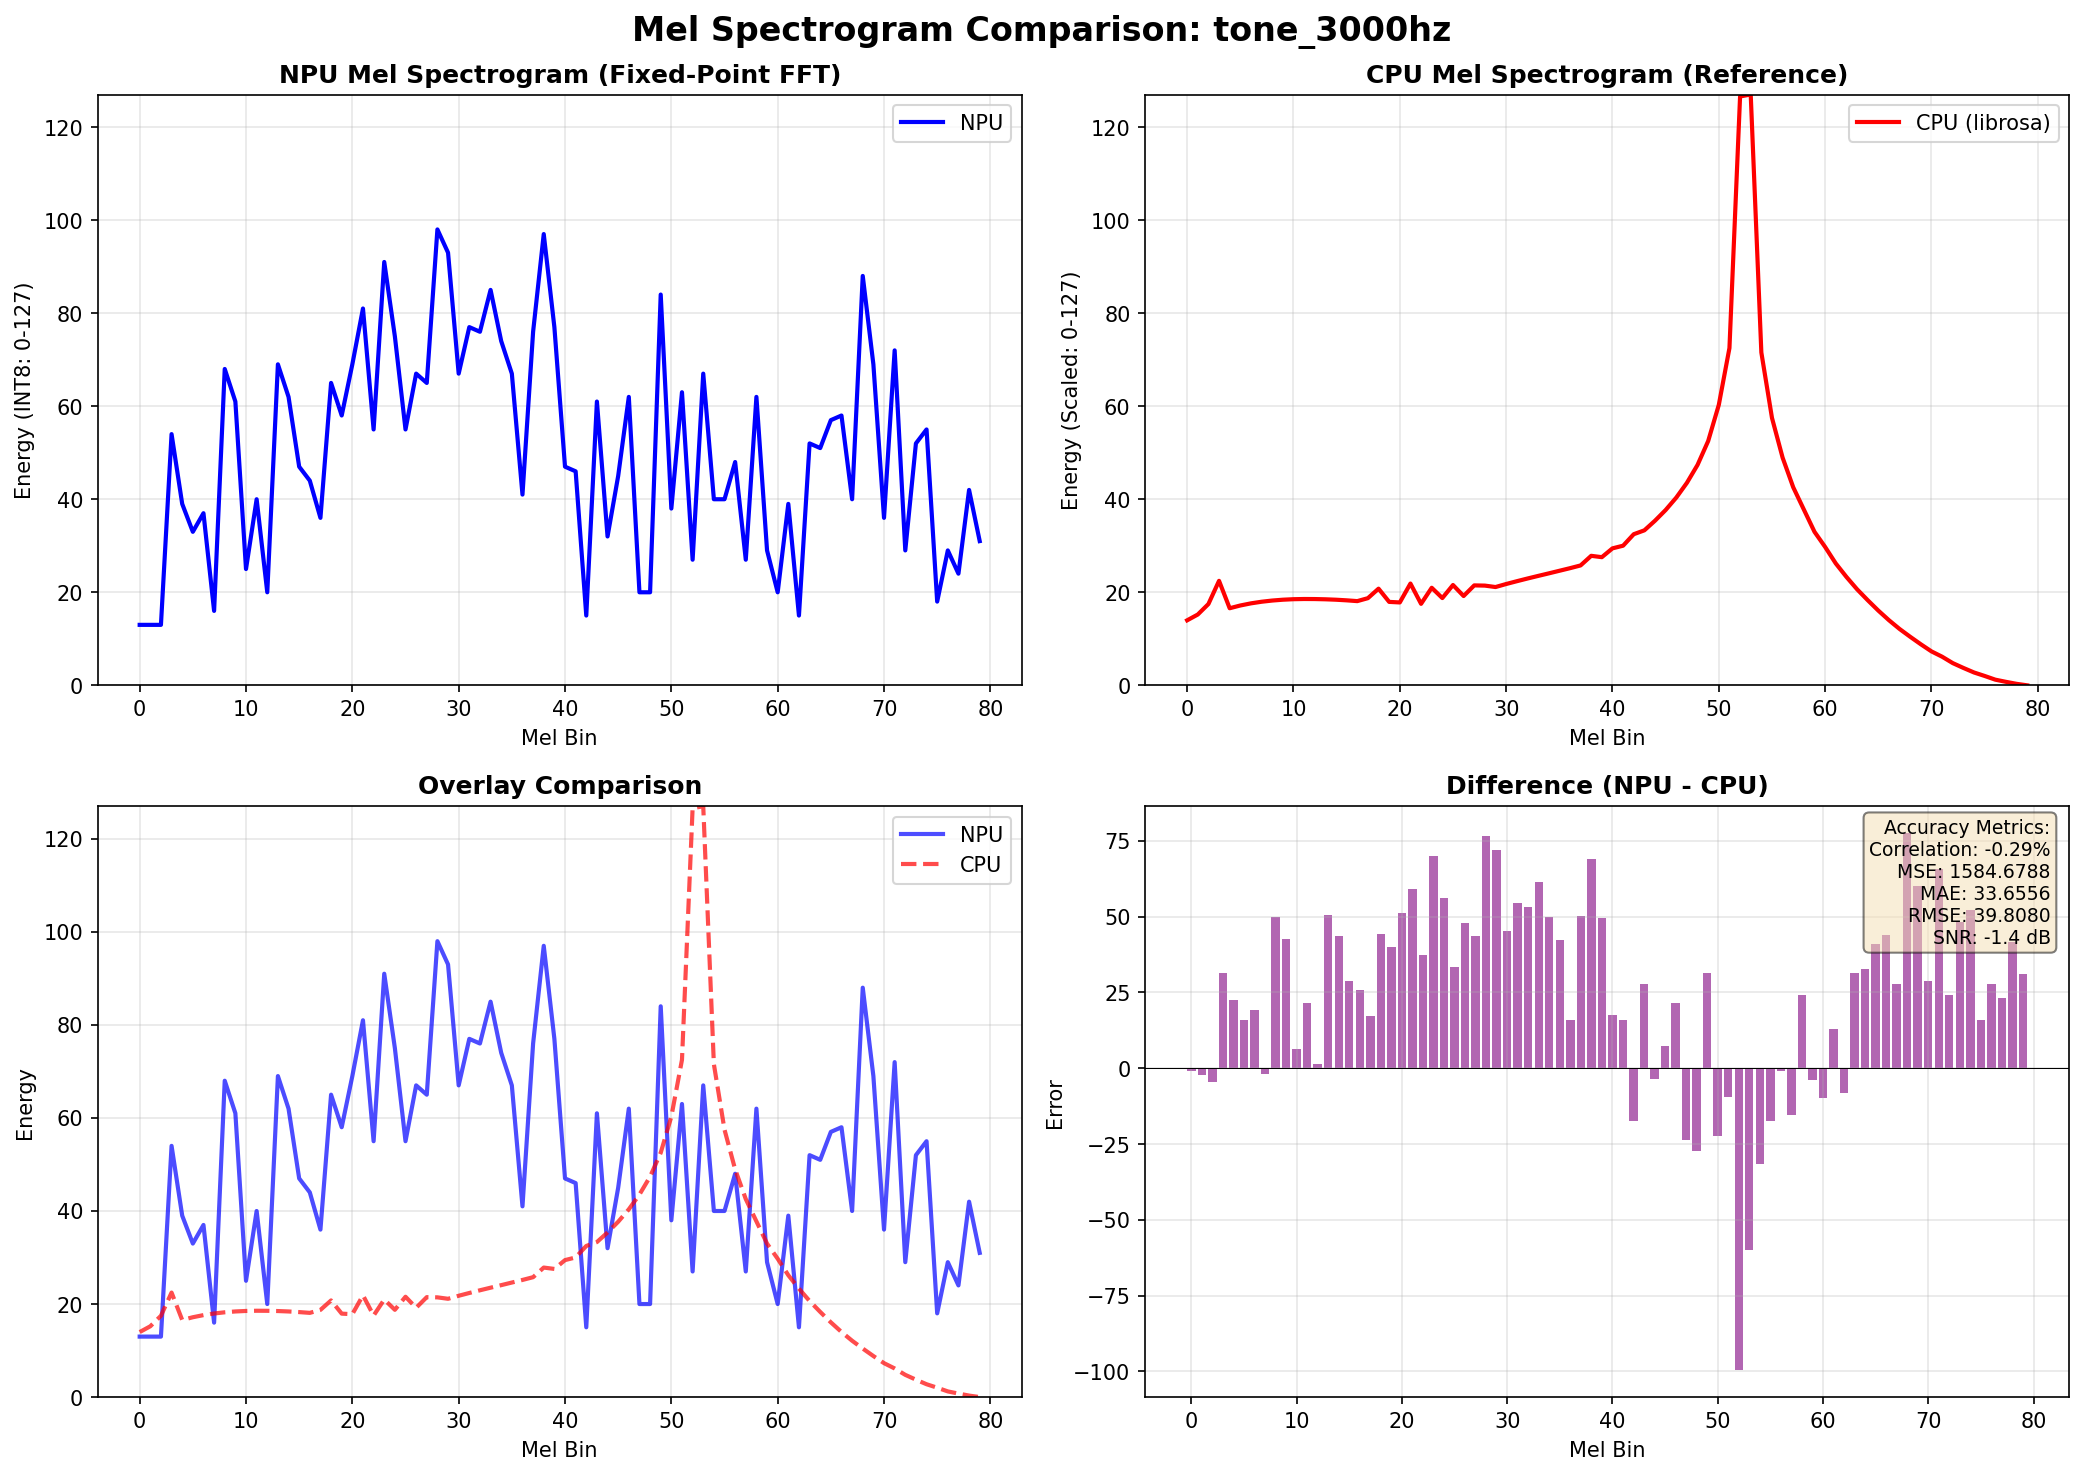 Mel Spectrogram Comparison: tone_3000hz
NPU Mel Spectrogram (Fixed-Point FFT)
Energy (INT8: 0-127)
120
100
80
60
40
20
0
NPU
0 10 20 30 40 50 60 70 80
Mel Bin
CPU Mel Spectrogram (Reference)
Energy (Scaled: 0-127)
120
100
80
60
40
20
0
CPU (librosa)
0 10 20 30 40 50 60 70 80
Mel Bin
Overlay Comparison
Energy
120
100
80
60
40
20
0
NPU
CPU
0 10 20 30 40 50 60 70 80
Mel Bin
Difference (NPU - CPU)
Error
75
50
25
0
−25
−50
−75
−100
Accuracy Metrics:
Correlation: -0.29%
MSE: 1584.6788
MAE: 33.6556
RMSE: 39.8080
SNR: -1.4 dB
0 10 20 30 40 50 60 70 80
Mel Bin